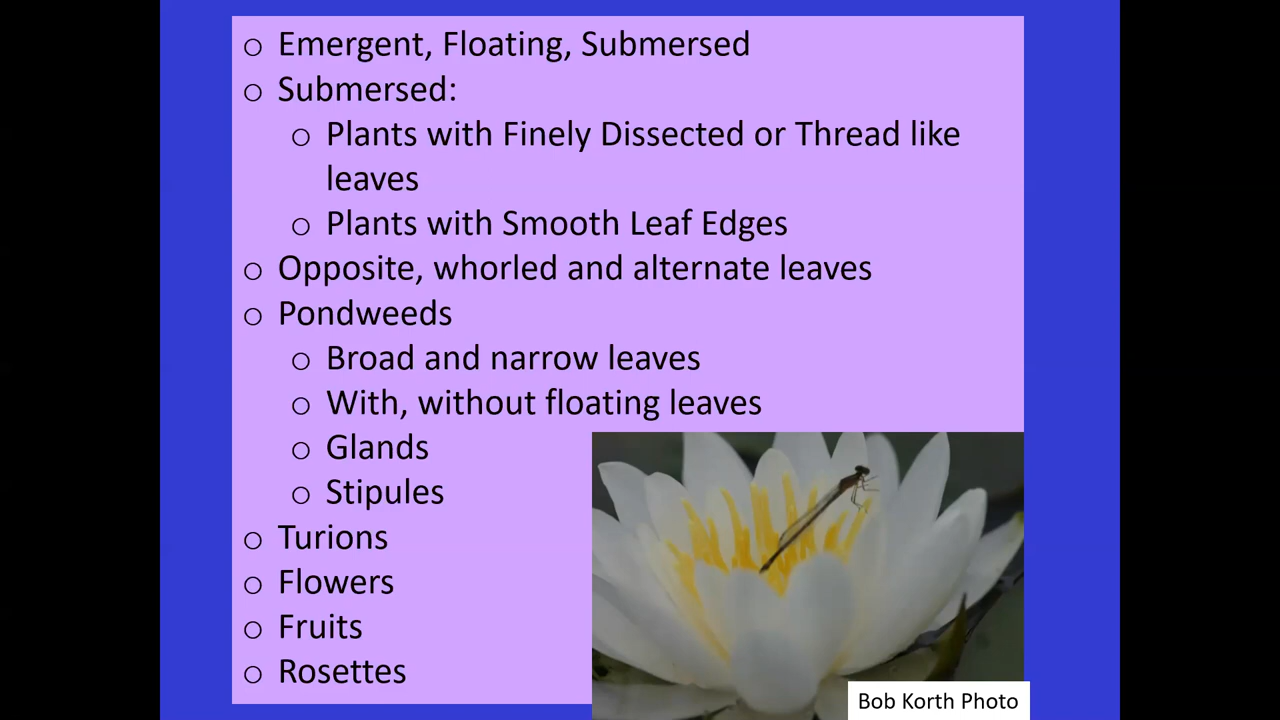 o Emergent, Floating, Submersed
o Submersed:
o Plants with Finely Dissected or Thread like
leaves
o Plants with Smooth Leaf Edges
o Opposite, whorled and alternate leaves
o Pondweeds
o Broad and narrow leaves
o With, without floating leaves
o Glands
o Stipules
o Turions
o Flowers
o Fruits
o Rosettes
Bob Korth Photo